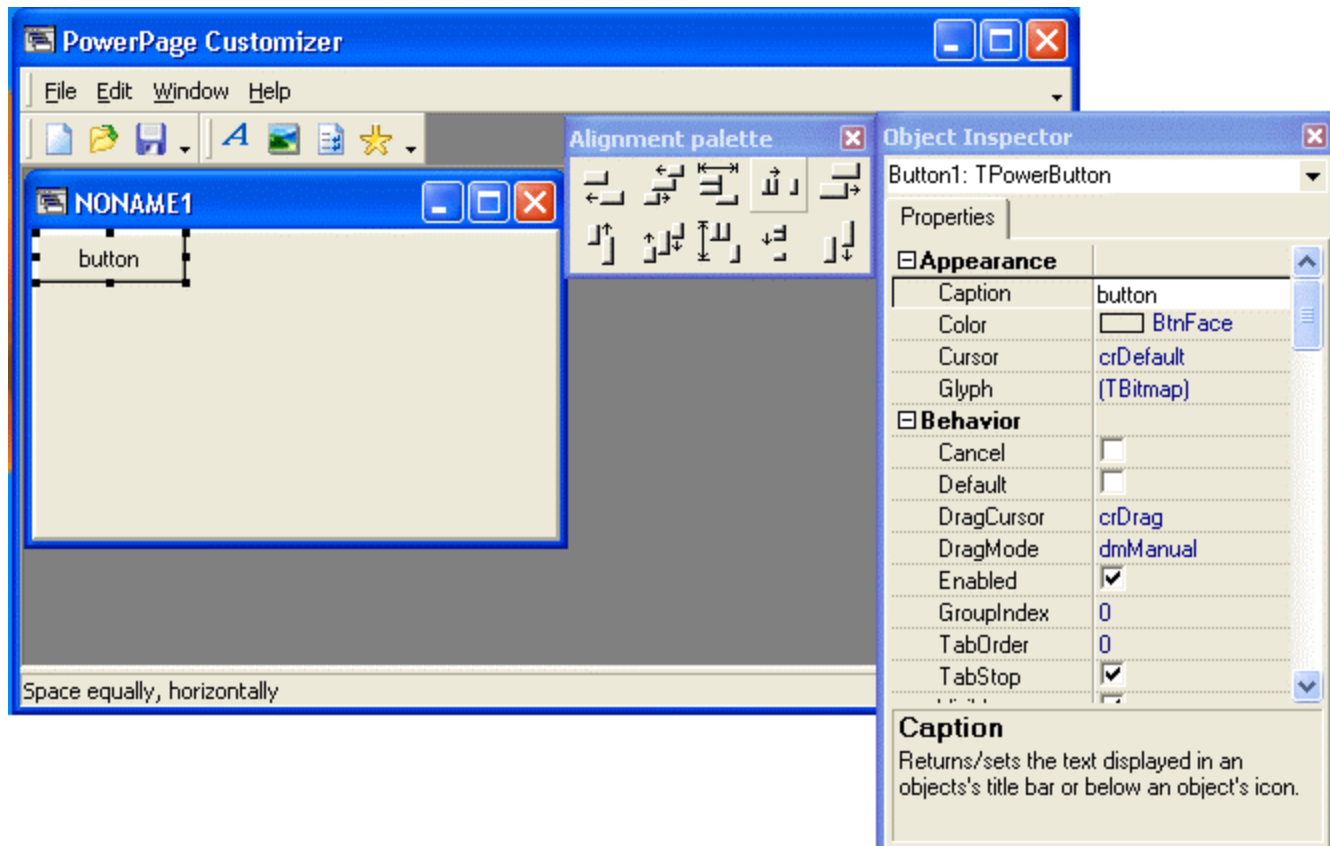 PowerPage Customizer
File Edit Window Help
NONAME1
button
Space equally, horizontally
Alignment palette
Object Inspector
Button1: TPowerButton
Properties
Appearance
Caption button
Color BtnFace
Cursor crDefault
Glyph (TBitmap)
Behavior
Cancel
Default
DragCursor crDrag
DragMode dmManual
Enabled
GroupIndex 0
TabOrder 0
TabStop
Caption
Returns/sets the text displayed in an
objects's title bar or below an object's icon.